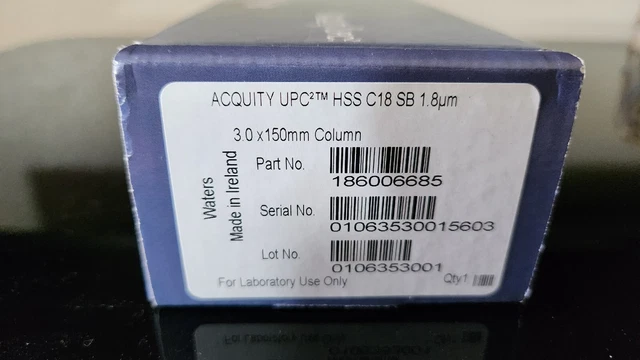 ACQUITY UPC²™ HSS C18 SB 1.8µm
3.0 x150mm Column
Waters
Made in Ireland
Part No.
186006685
Serial No.
01063530015603
Lot No.
0106353001
For Laboratory Use Only
Qty1